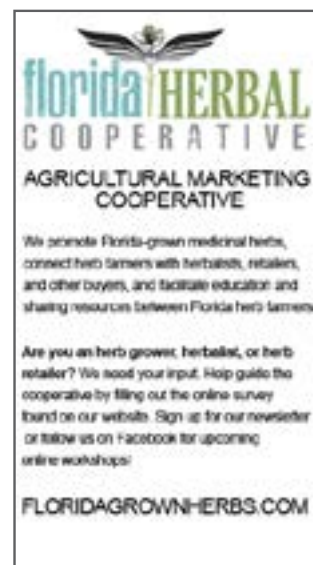 florida HERBAL
COOPERATIVE
AGRICULTURAL MARKETING
COOPERATIVE
We promote Florida-grown medicinal herbs,
connect herb farmers with herbalists, retailers,
and other buyers, and facilitate education and
sharing resources between Florida herb farmers
Are you an herb grower, herbalist, or herb
retailer? We need your input. Help guide the
cooperative by filling out the online survey
found on our website. Sign up for our newsletter
or follow us on Facebook for upcoming
online workshops!
FLORIDAGROWNHERBS.COM